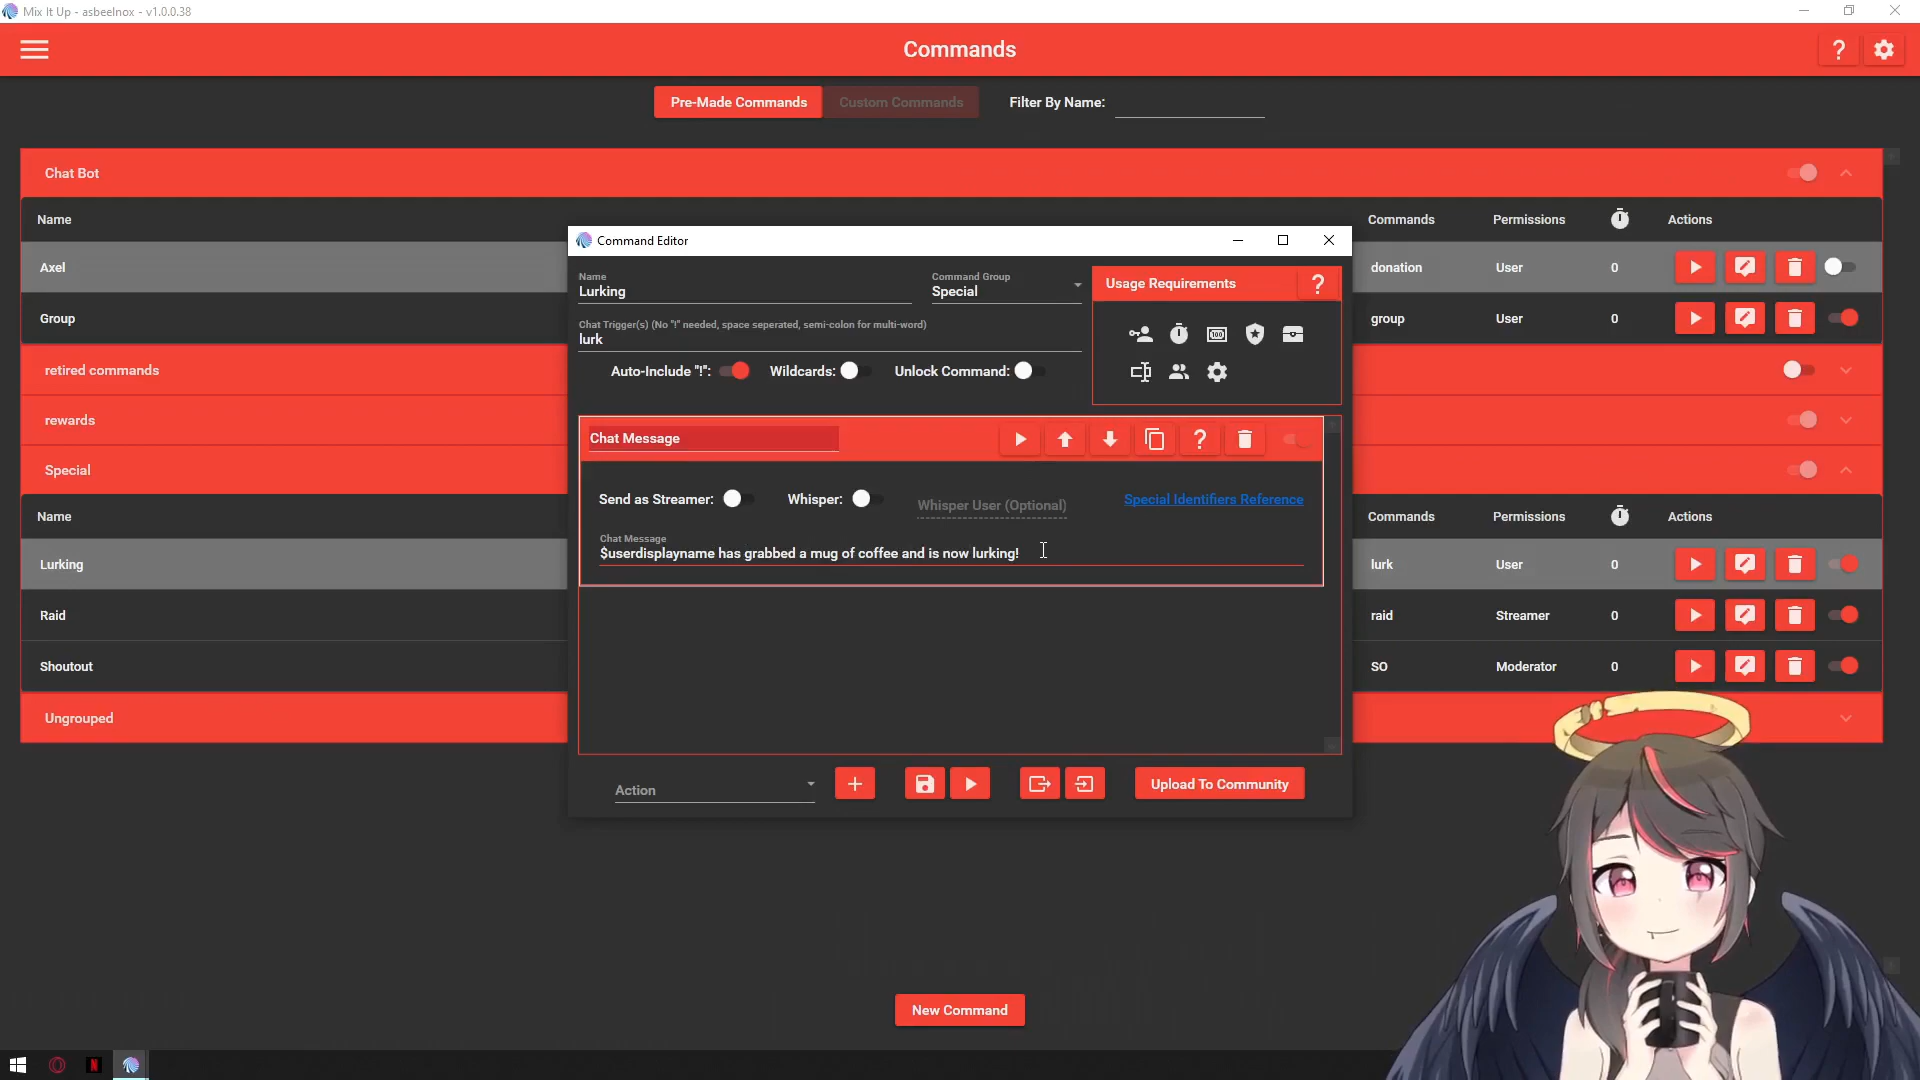 Mix It Up - asbeelnox - v1.0.0.38
Commands
Pre-Made Commands
Custom Commands
Filter By Name:
Chat Bot
Name
Commands
Permissions
Actions
Axel
donation
User
0
Group
group
User
0
retired commands
rewards
Special
Name
Commands
Permissions
Actions
Lurking
lurk
User
0
Raid
raid
Streamer
0
Shoutout
SO
Moderator
0
Ungrouped
New Command
Command Editor
Name
Lurking
Command Group
Special
Usage Requirements
?
Chat Trigger(s) (No "!" needed, space seperated, semi-colon for multi-word)
lurk
Auto-Include "!":
Wildcards:
Unlock Command:
Chat Message
?
Send as Streamer:
Whisper:
Whisper User (Optional)
Special Identifiers Reference
Chat Message
$userdisplayname has grabbed a mug of coffee and is now lurking!
Action
Upload To Community